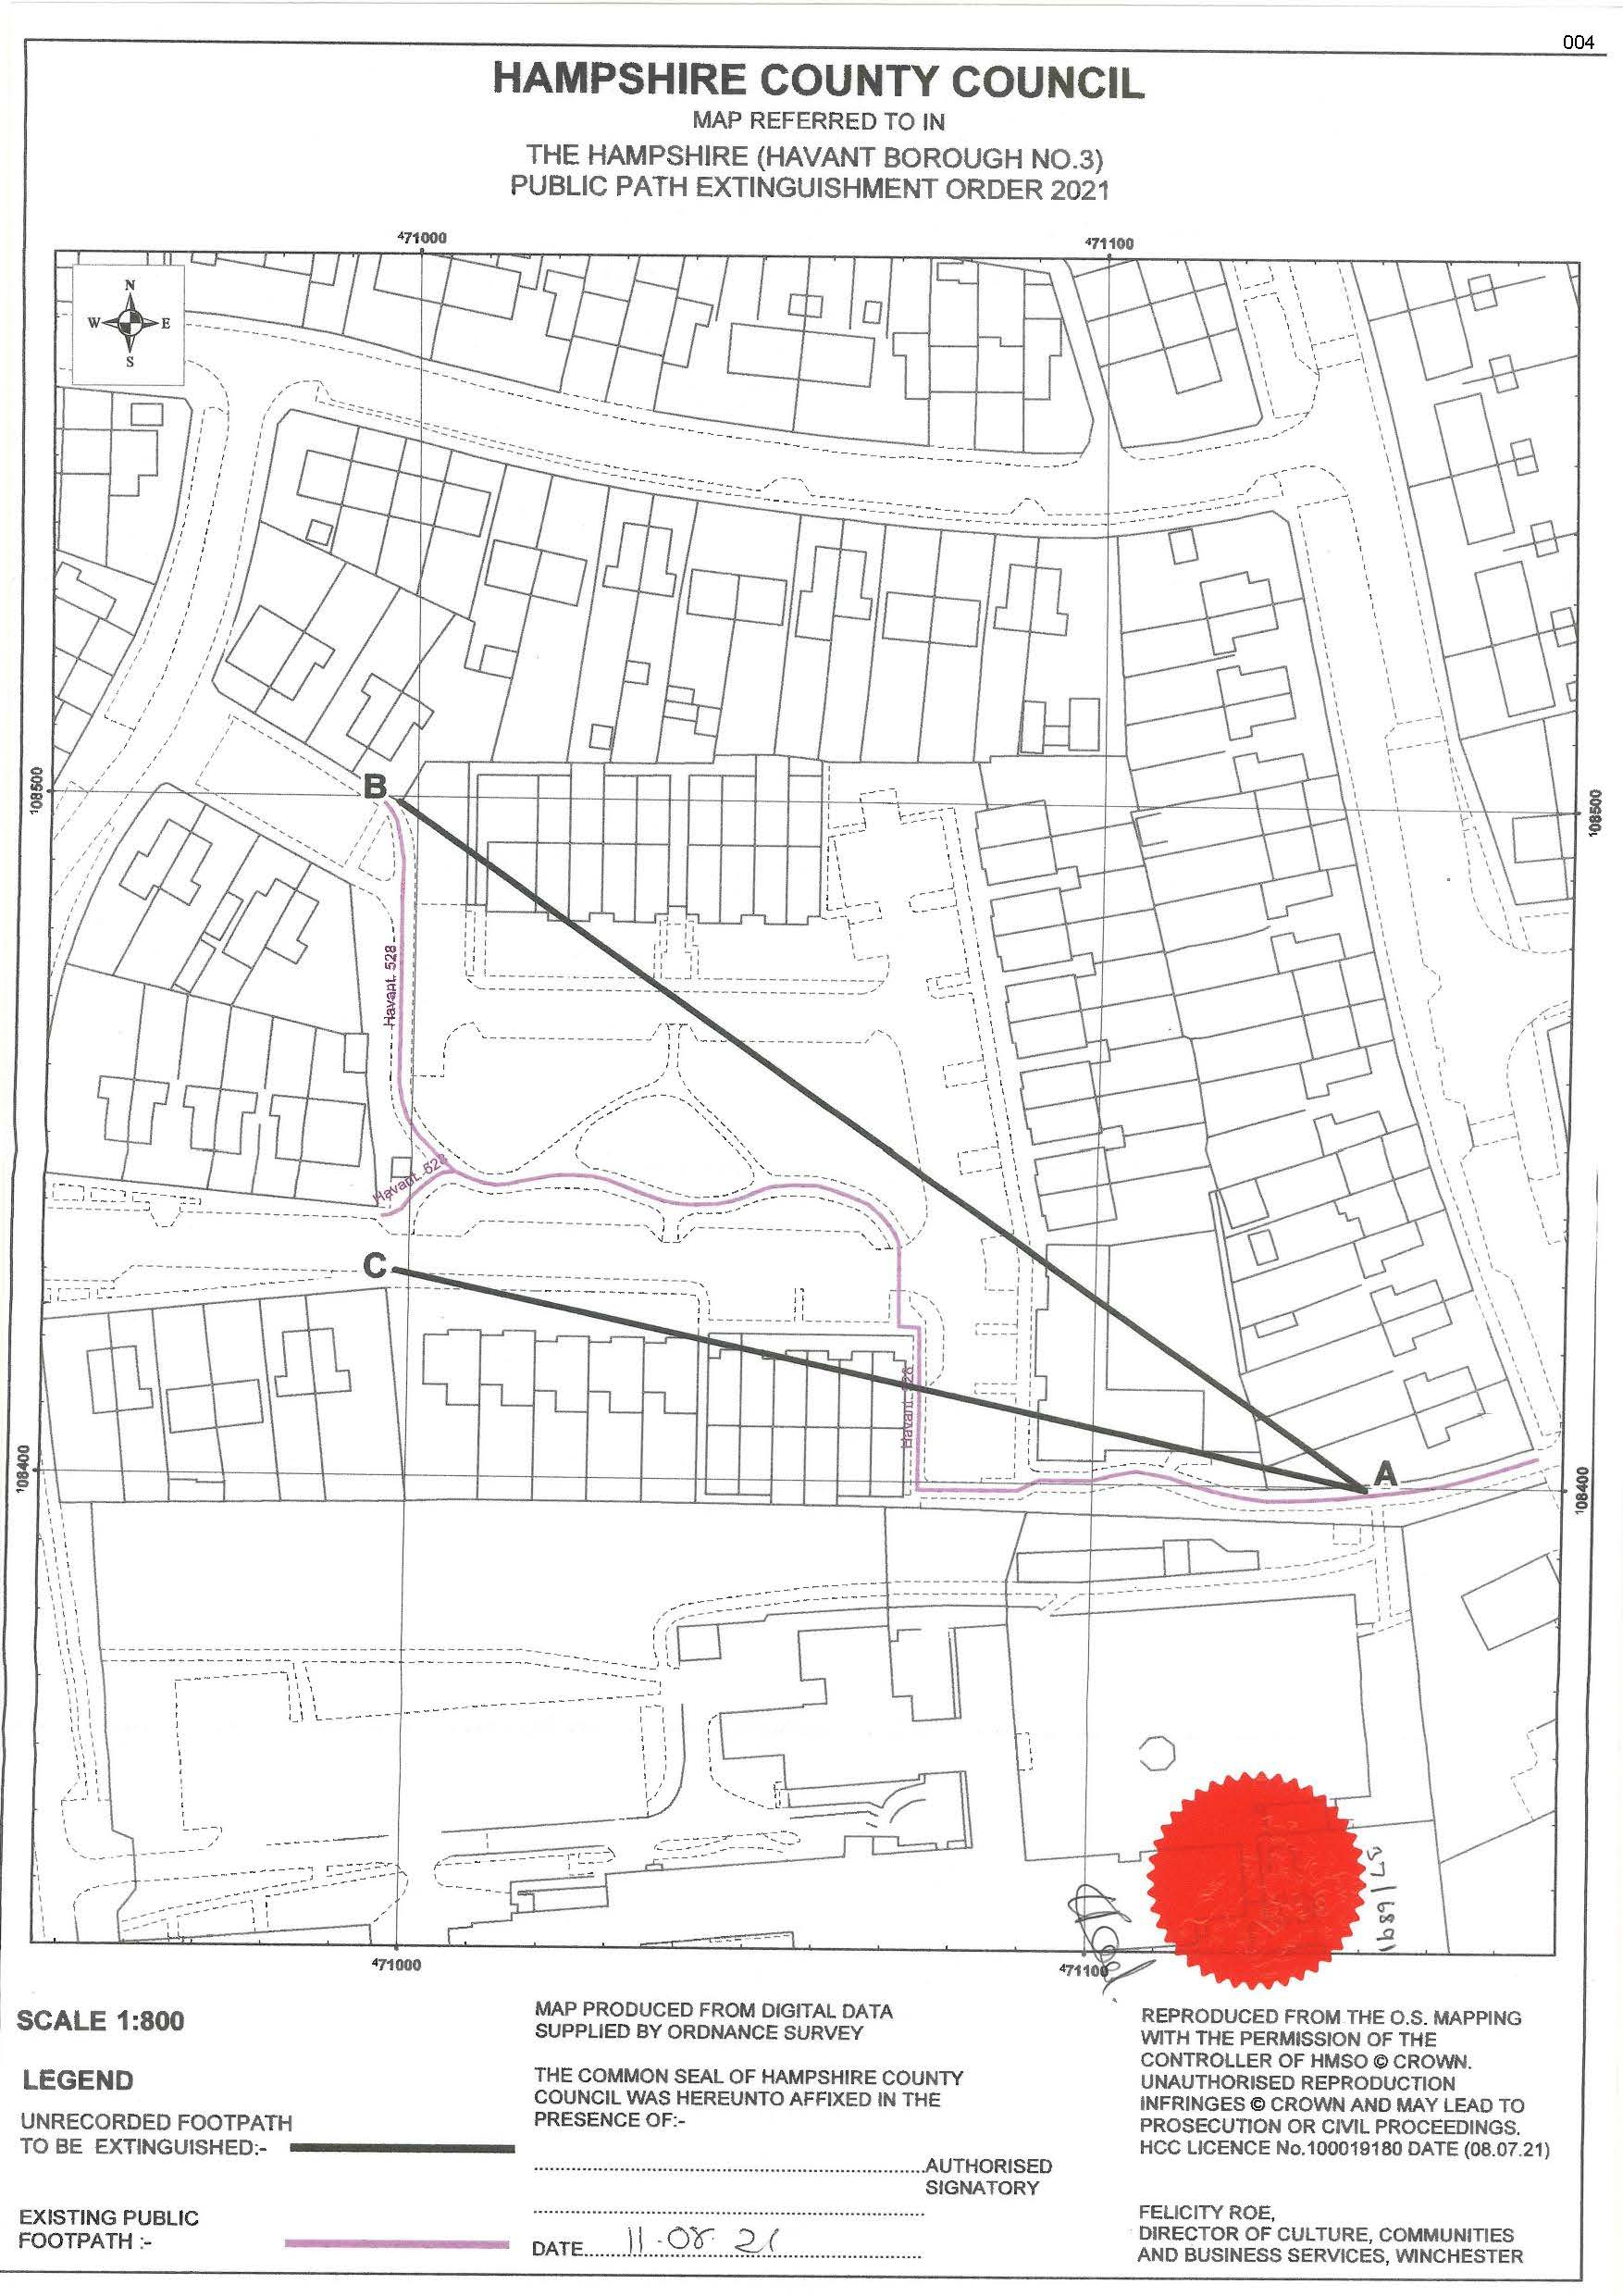 004
HAMPSHIRE COUNTY COUNCIL
MAP REFERRED TO IN
THE HAMPSHIRE (HAVANT BOROUGH NO.3)
PUBLIC PATH EXTINGUISHMENT ORDER 2021
471000
471100
N
W E
S
108500
B
108500
Havant 528
Havant 528
C
Havant 528
108400
A
108400
471000
471100
SCALE 1:800
LEGEND
UNRECORDED FOOTPATH
TO BE EXTINGUISHED:-
EXISTING PUBLIC
FOOTPATH :-
MAP PRODUCED FROM DIGITAL DATA
SUPPLIED BY ORDNANCE SURVEY
THE COMMON SEAL OF HAMPSHIRE COUNTY
COUNCIL WAS HEREUNTO AFFIXED IN THE
PRESENCE OF:-
AUTHORISED
SIGNATORY
DATE 11.08.21
REPRODUCED FROM THE O.S. MAPPING
WITH THE PERMISSION OF THE
CONTROLLER OF HMSO © CROWN.
UNAUTHORISED REPRODUCTION
INFRINGES © CROWN AND MAY LEAD TO
PROSECUTION OR CIVIL PROCEEDINGS.
HCC LICENCE No.100019180 DATE (08.07.21)
FELICITY ROE,
DIRECTOR OF CULTURE, COMMUNITIES
AND BUSINESS SERVICES, WINCHESTER